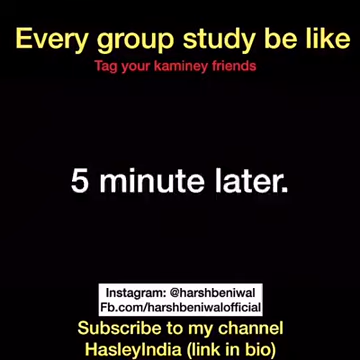 Every group study be like
Tag your kaminey friends
5 minute later.
Instagram: @harshbeniwal
Fb.com/harshbeniwalofficial
Subscribe to my channel
HasleyIndia (link in bio)